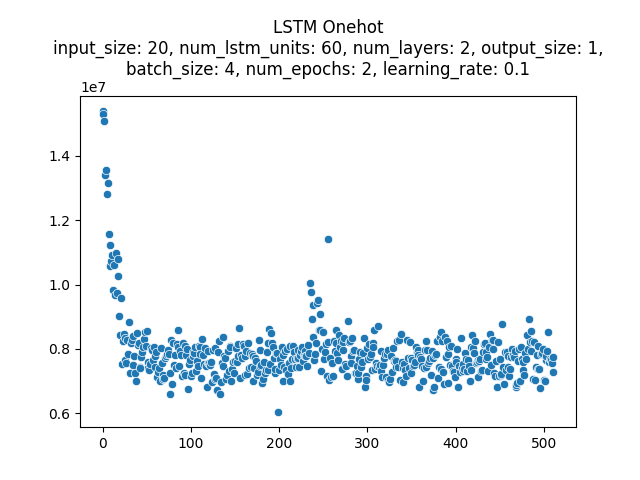 LSTM Onehot
input_size: 20, num_lstm_units: 60, num_layers: 2, output_size: 1,
batch_size: 4, num_epochs: 2, learning_rate: 0.1
1e7
1.4
1.2
1.0
0.8
0.6
0 100 200 300 400 500